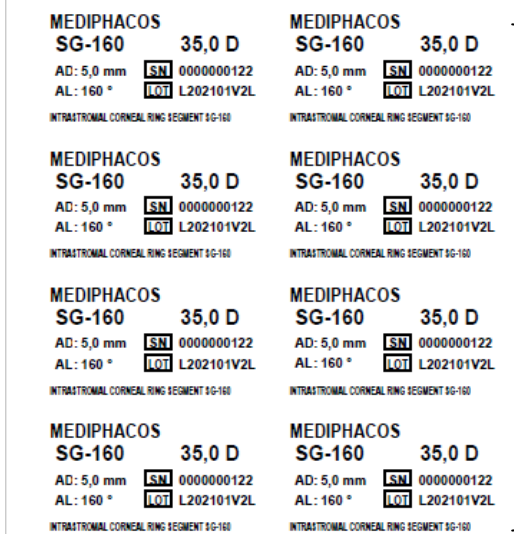 MEDIPHACOS
SG-160 35,0 D
AD: 5,0 mm SN 0000000122
AL: 160 ° LOT L202101V2L
INTRASTROMAL CORNEAL RING SEGMENT SG-160
MEDIPHACOS
SG-160 35,0 D
AD: 5,0 mm SN 0000000122
AL: 160 ° LOT L202101V2L
INTRASTROMAL CORNEAL RING SEGMENT SG-160
MEDIPHACOS
SG-160 35,0 D
AD: 5,0 mm SN 0000000122
AL: 160 ° LOT L202101V2L
INTRASTROMAL CORNEAL RING SEGMENT SG-160
MEDIPHACOS
SG-160 35,0 D
AD: 5,0 mm SN 0000000122
AL: 160 ° LOT L202101V2L
INTRASTROMAL CORNEAL RING SEGMENT SG-160
MEDIPHACOS
SG-160 35,0 D
AD: 5,0 mm SN 0000000122
AL: 160 ° LOT L202101V2L
INTRASTROMAL CORNEAL RING SEGMENT SG-160
MEDIPHACOS
SG-160 35,0 D
AD: 5,0 mm SN 0000000122
AL: 160 ° LOT L202101V2L
INTRASTROMAL CORNEAL RING SEGMENT SG-160
MEDIPHACOS
SG-160 35,0 D
AD: 5,0 mm SN 0000000122
AL: 160 ° LOT L202101V2L
INTRASTROMAL CORNEAL RING SEGMENT SG-160
MEDIPHACOS
SG-160 35,0 D
AD: 5,0 mm SN 0000000122
AL: 160 ° LOT L202101V2L
INTRASTROMAL CORNEAL RING SEGMENT SG-160